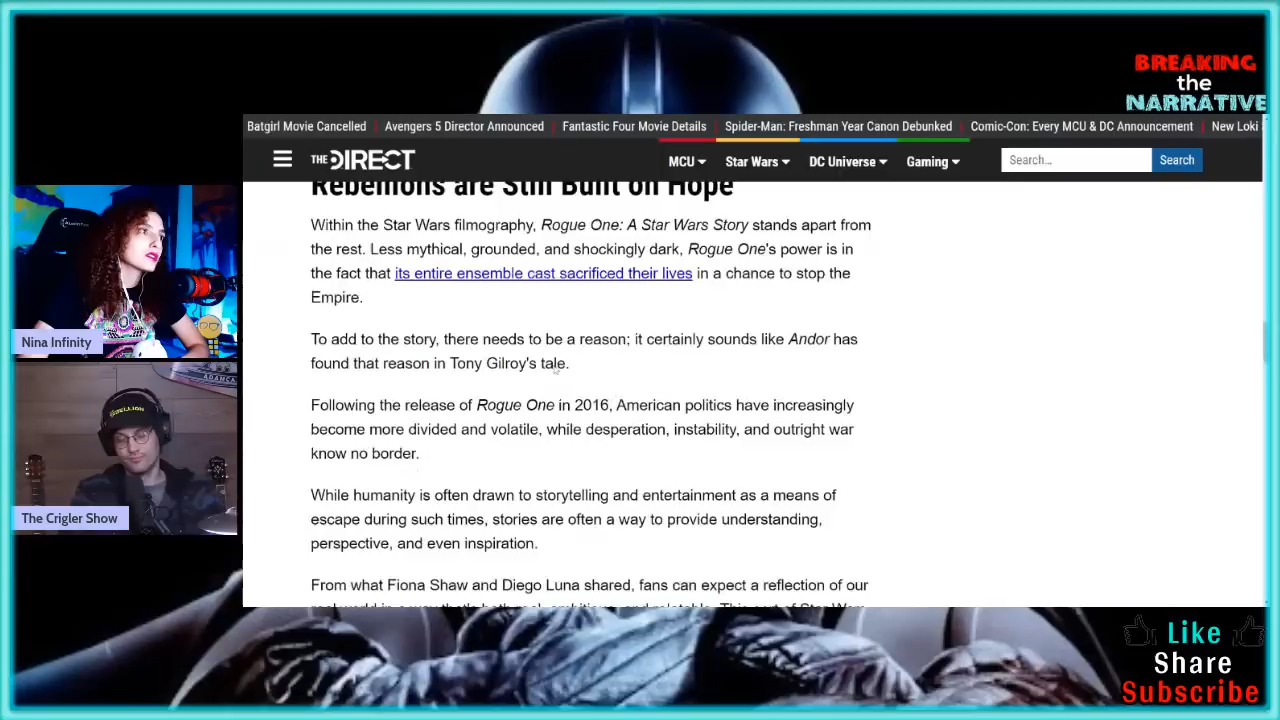 BREAKING
the
NARRATIVE
Batgirl Movie Cancelled | Avengers 5 Director Announced | Fantastic Four Movie Details | Spider-Man: Freshman Year Canon Debunked | Comic-Con: Every MCU & DC Announcement | New Loki
THE DIRECT MCU Star Wars DC Universe Gaming Search... Search
Rebellions are Still Built on Hope
Within the Star Wars filmography, Rogue One: A Star Wars Story stands apart from
the rest. Less mythical, grounded, and shockingly dark, Rogue One's power is in
the fact that its entire ensemble cast sacrificed their lives in a chance to stop the
Empire.
To add to the story, there needs to be a reason; it certainly sounds like Andor has
found that reason in Tony Gilroy's tale.
Following the release of Rogue One in 2016, American politics have increasingly
become more divided and volatile, while desperation, instability, and outright war
know no border.
While humanity is often drawn to storytelling and entertainment as a means of
escape during such times, stories are often a way to provide understanding,
perspective, and even inspiration.
From what Fiona Shaw and Diego Luna shared, fans can expect a reflection of our
Nina Infinity
REBELLION
The Crigler Show
Like
Share
Subscribe